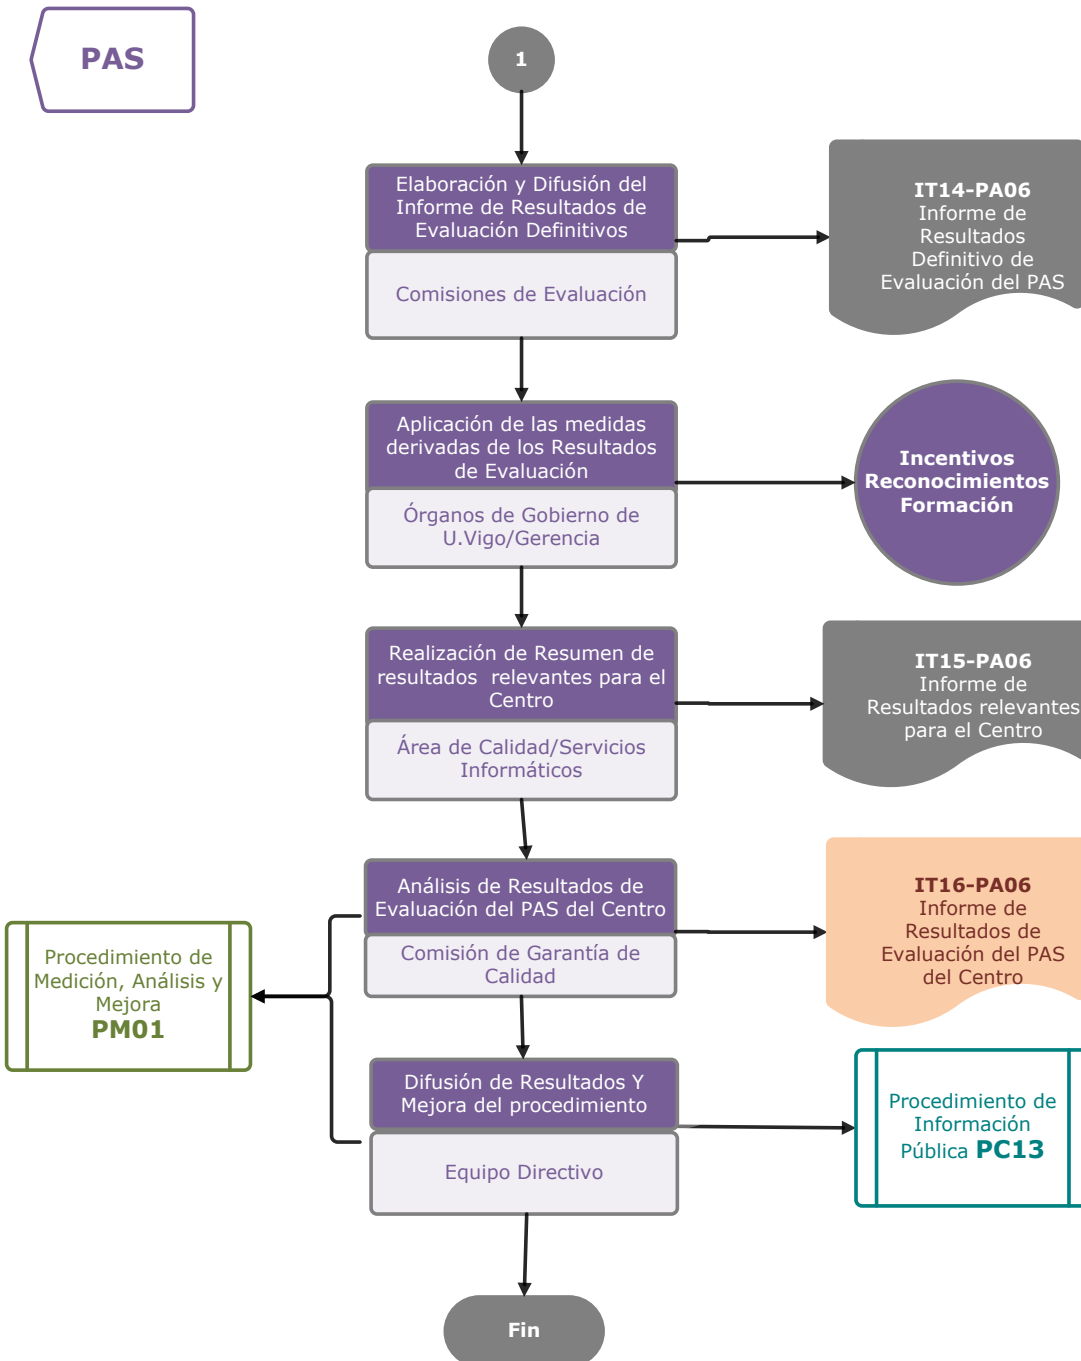 PAS
1
Elaboración y Difusión del
Informe de Resultados de
Evaluación Definitivos
Comisiones de Evaluación
IT14-PA06
Informe de
Resultados
Definitivo de
Evaluación del PAS
Aplicación de las medidas
derivadas de los Resultados
de Evaluación
Órganos de Gobierno de
U.Vigo/Gerencia
Incentivos
Reconocimientos
Formación
Realización de Resumen de
resultados relevantes para el
Centro
Área de Calidad/Servicios
Informáticos
IT15-PA06
Informe de
Resultados relevantes
para el Centro
Análisis de Resultados de
Evaluación del PAS del Centro
Comisión de Garantía de
Calidad
IT16-PA06
Informe de
Resultados de
Evaluación del PAS
del Centro
Procedimiento de
Medición, Análisis y
Mejora
PM01
Difusión de Resultados Y
Mejora del procedimiento
Equipo Directivo
Procedimiento de
Información
Pública PC13
Fin